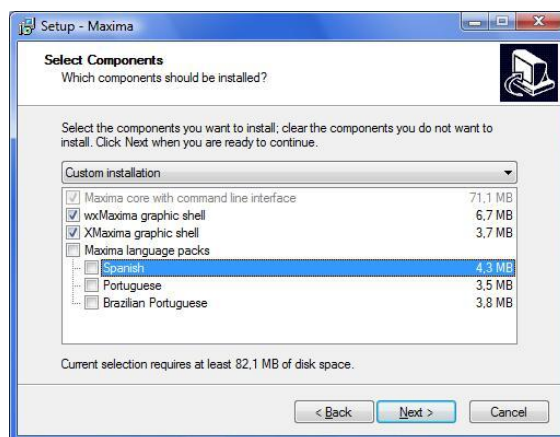 Setup - Maxima
Select Components
Which components should be installed?
Select the components you want to install; clear the components you do not want to
install. Click Next when you are ready to continue.
Custom installation
Maxima core with command line interface 71,1 MB
wxMaxima graphic shell 6,7 MB
XMaxima graphic shell 3,7 MB
Maxima language packs
Spanish 4,3 MB
Portuguese 3,5 MB
Brazilian Portuguese 3,8 MB
Current selection requires at least 82,1 MB of disk space.
< Back Next > Cancel